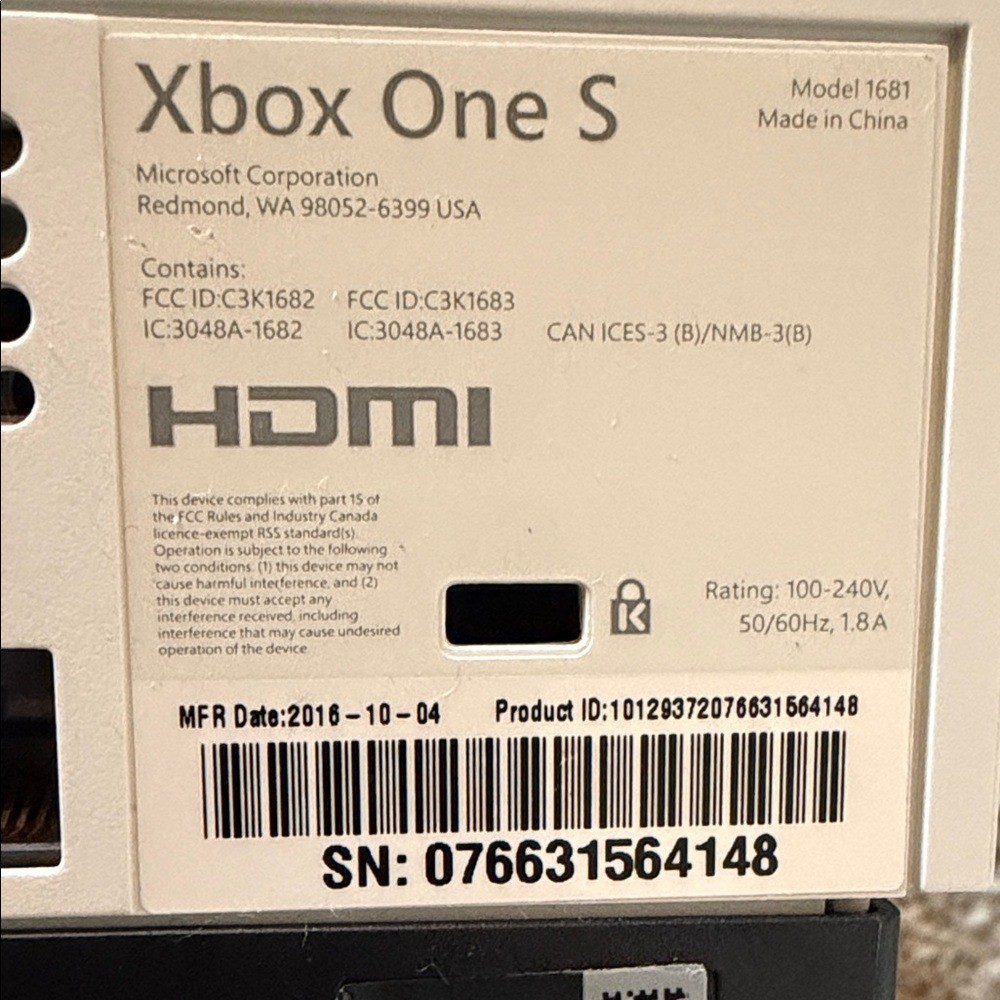 Xbox One S
Model 1681
Made in China
Microsoft Corporation
Redmond, WA 98052-6399 USA
Contains:
FCC ID:C3K1682 FCC ID:C3K1683
IC:3048A-1682 IC:3048A-1683 CAN ICES-3 (B)/NMB-3(B)
HDMI
This device complies with part 15 of
the FCC Rules and Industry Canada
licence-exempt RSS standard(s).
Operation is subject to the following
two conditions: (1) this device may not
cause harmful interference, and (2)
this device must accept any
interference received, including
interference that may cause undesired
operation of the device.
K
Rating: 100-240V,
50/60Hz, 1.8A
MFR Date:2016-10-04 Product ID:10129372076631564148
SN: 076631564148